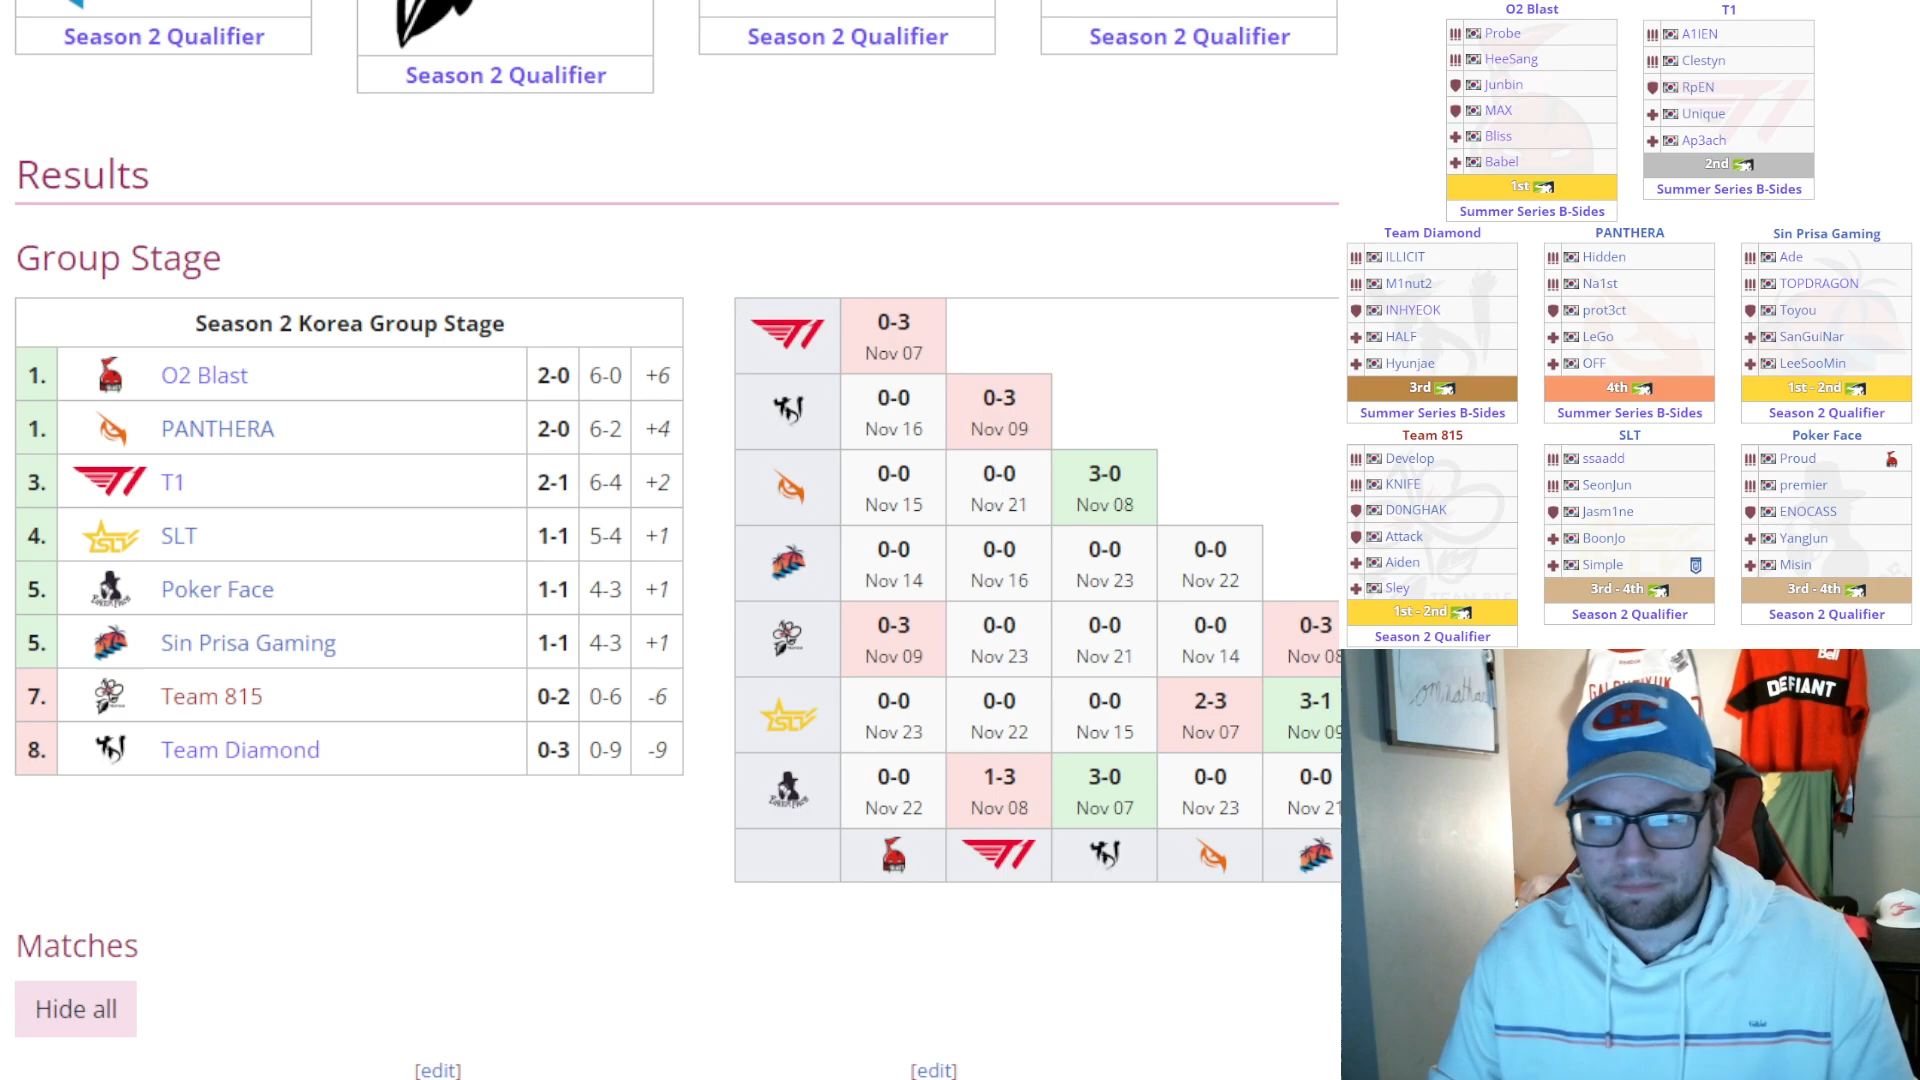 Season 2 Qualifier
Season 2 Qualifier
Season 2 Qualifier
Season 2 Qualifier
Results
Group Stage
Season 2 Korea Group Stage
1. O2 Blast 2-0 6-0 +6
1. PANTHERA 2-0 6-2 +4
3. T1 2-1 6-4 +2
4. SLT 1-1 5-4 +1
5. Poker Face 1-1 4-3 +1
5. Sin Prisa Gaming 1-1 4-3 +1
7. Team 815 0-2 0-6 -6
8. Team Diamond 0-3 0-9 -9
T1 0-3
Nov 07
0-0 0-3
Nov 16 Nov 09
0-0 0-0 3-0
Nov 15 Nov 21 Nov 08
0-0 0-0 0-0 0-0
Nov 14 Nov 16 Nov 23 Nov 22
0-3 0-0 0-0 0-0 0-3
Nov 09 Nov 23 Nov 21 Nov 14 Nov 08
SLT 0-0 0-0 0-0 2-3 3-1
Nov 23 Nov 22 Nov 15 Nov 07 Nov 09
POKER FACE 0-0 1-3 3-0 0-0 0-0
Nov 22 Nov 08 Nov 07 Nov 23 Nov 21
T1
Matches
Hide all
[edit] [edit]
O2 Blast
Probe
HeeSang
Junbin
MAX
Bliss
Babel
1st
Summer Series B-Sides
T1
A1IEN
Clestyn
RpEN
Unique
Ap3ach
2nd
Summer Series B-Sides
Team Diamond
ILLICIT
M1nut2
INHYEOK
HALF
Hyunjae
3rd
Summer Series B-Sides
PANTHERA
Hidden
Na1st
prot3ct
LeGo
OFF
4th
Summer Series B-Sides
Sin Prisa Gaming
Ade
TOPDRAGON
Toyou
SanGuiNar
LeeSooMin
1st - 2nd
Season 2 Qualifier
Team 815
Develop
KNIFE
D0NGHAK
Attack
Aiden
Sley
1st - 2nd
Season 2 Qualifier
SLT
ssaadd
SeonJun
Jasm1ne
BoonJo
Simple
3rd - 4th
Season 2 Qualifier
Poker Face
Proud
premier
ENOCASS
YangJun
Misin
3rd - 4th
Season 2 Qualifier
Bell
DEFIANT